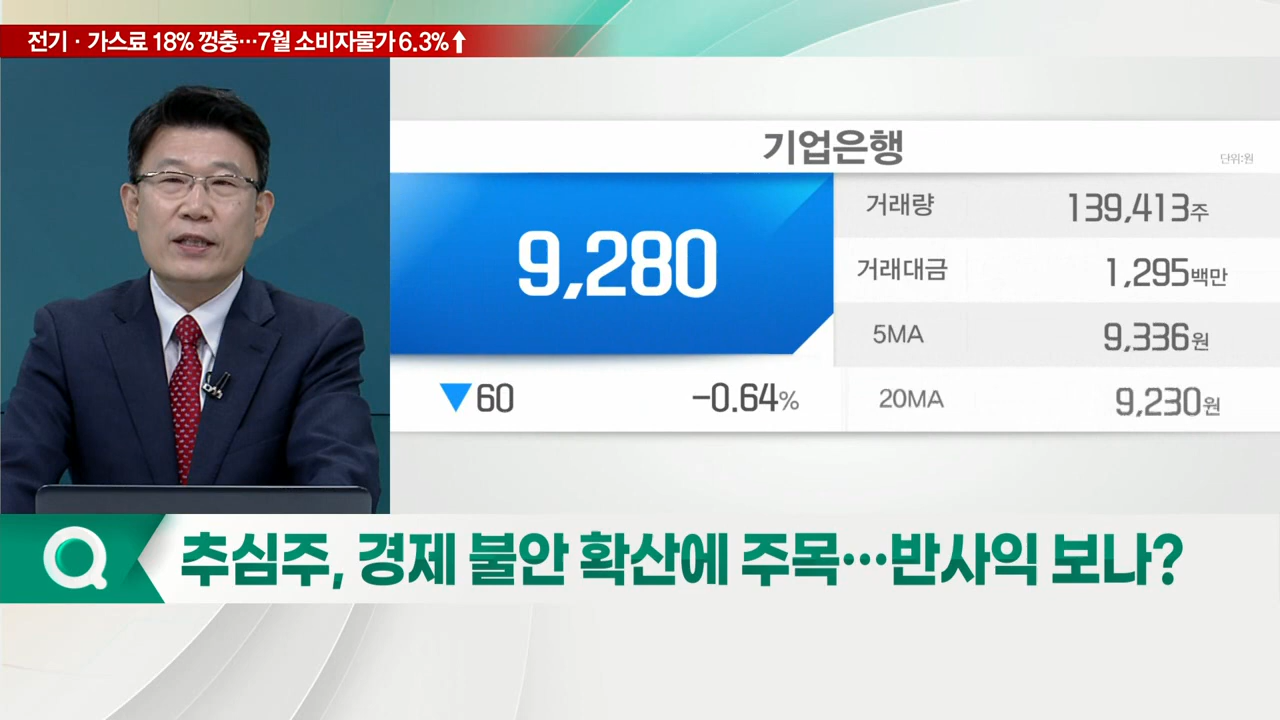 전기·가스료 18% 껑충…7월 소비자물가 6.3%↑
기업은행
단위:원
9,280
▼60 -0.64%
거래량 139,413주
거래대금 1,295백만
5MA 9,336원
20MA 9,230원
Q 추심주, 경제 불안 확산에 주목…반사익 보나?